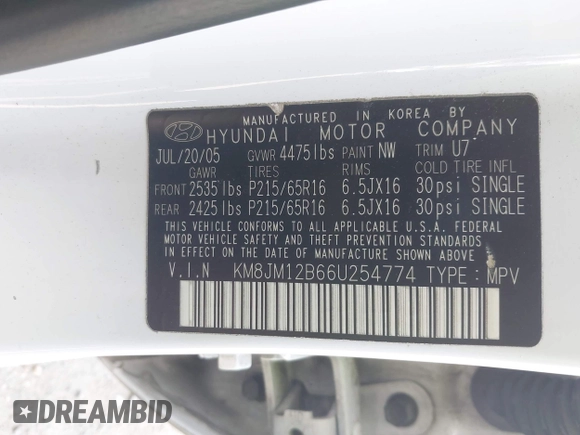 MANUFACTURED IN KOREA BY
HYUNDAI MOTOR COMPANY
JUL/20/05 GVWR 4475lbs PAINT NW TRIM U7
GAWR TIRES RIMS COLD TIRE INFL
FRONT 2535lbs P215/65R16 6.5JX16 30psi SINGLE
REAR 2425lbs P215/65R16 6.5JX16 30psi SINGLE
THIS VEHICLE CONFORMS TO ALL APPLICABLE U.S.A. FEDERAL
MOTOR VEHICLE SAFETY AND THEFT PREVENTION STANDARDS
IN EFFECT ON THE DATE OF MANUFACTURE SHOWN ABOVE.
V.I.N KM8JM12B66U254774 TYPE : MPV
DREAMBID